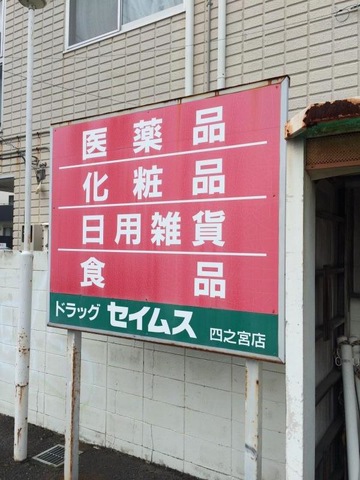 医薬品
化粧品
日用雑貨
食品
ドラッグ セイムス 四之宮店